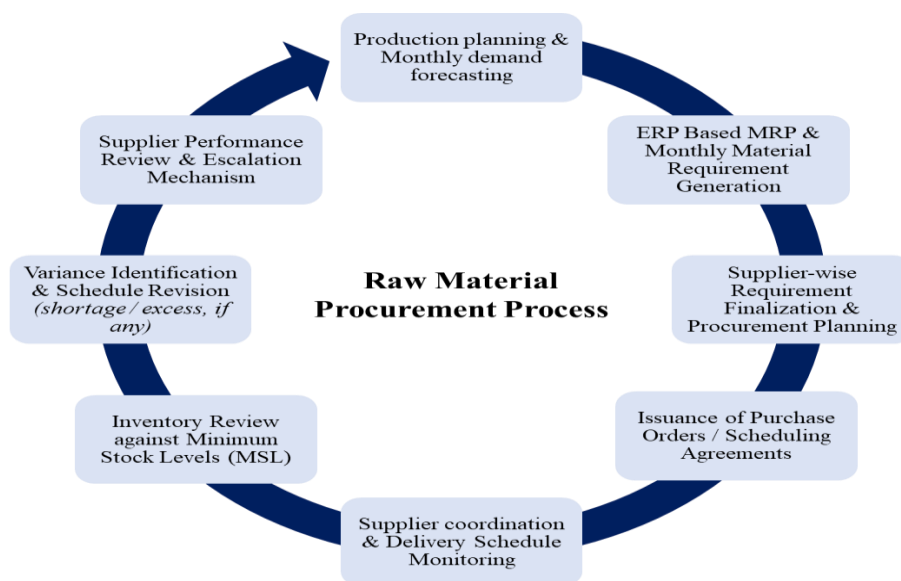 Production planning &
Monthly demand
forecasting
ERP Based MRP &
Monthly Material
Requirement
Generation
Supplier-wise
Requirement
Finalization &
Procurement Planning
Issuance of Purchase
Orders / Scheduling
Agreements
Supplier coordination
& Delivery Schedule
Monitoring
Inventory Review
against Minimum
Stock Levels (MSL)
Variance Identification
& Schedule Revision
(shortage / excess, if
any)
Supplier Performance
Review & Escalation
Mechanism
Raw Material
Procurement Process